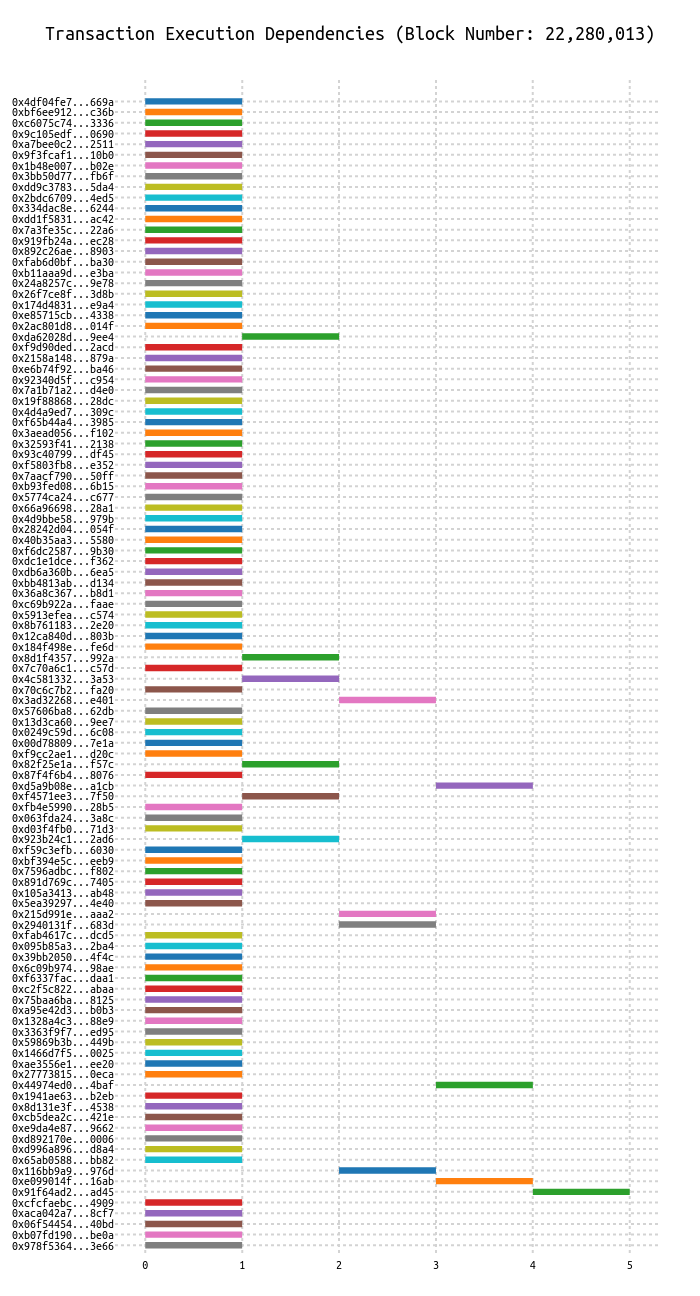 Transaction Execution Dependencies (Block Number: 22,280,013)
0x4df04fe7...669a
0xbf6ee912...c36b
0xc6075c74...3336
0x9c105edf...0690
0xa7bee0c2...2511
0x9f3fcaf1...10b0
0x1b48e007...b02e
0x3bb50d77...fb6f
0xdd9c3783...5da4
0x2bdc6709...4ed5
0x334dac8e...6244
0xdd1f5831...ac42
0x7a3fe35c...22a6
0x919fb24a...ec28
0x892c26ae...8903
0xfab6d0bf...ba30
0xb11aaa9d...e3ba
0x24a8257c...9e78
0x26f7ce8f...3d8b
0x174d4831...e9a4
0xe85715cb...4338
0x2ac801d8...014f
0xda62028d...9ee4
0xf9d90ded...2acd
0x2158a148...879a
0xe6b74f92...ba46
0x92340d5f...c954
0x7a1b71a2...d4e0
0x19f88868...28dc
0x4d4a9ed7...309c
0xf65b44a4...3985
0x3aead056...f102
0x32593f41...2138
0x93c40799...df45
0xf5803fb8...e352
0x7aacf790...50ff
0xb93fed08...6b15
0x5774ca24...c677
0x66a96698...28a1
0x4d9bbe58...979b
0x28242d04...054f
0x40b35aa3...5580
0xf6dc2587...9b30
0xdc1e1dce...f362
0xdb6a360b...6ea5
0xbb4813ab...d134
0x36a8c367...b8d1
0xc69b922a...faae
0x5913efea...c574
0x8b761183...2e20
0x12ca840d...803b
0x184f498e...fe6d
0x8d1f4357...992a
0x7c70a6c1...c57d
0x4c581332...3a53
0x70c6c7b2...fa20
0x3ad32268...e401
0x57606ba8...62db
0x13d3ca60...9ee7
0x0249c59d...6c08
0x00d78809...7e1a
0xf9cc2ae1...d20c
0x82f25e1a...f57c
0x87f4f6b4...8076
0xd5a9b08e...a1cb
0xf4571ee3...7f50
0xfb4e5990...28b5
0x063fda24...3a8c
0xd03f4fb0...71d3
0x923b24c1...2ad6
0xf59c3efb...6030
0xbf394e5c...eeb9
0x7596adbc...f802
0x891d769c...7405
0x105a3413...ab48
0x5ea39297...4e40
0x215d991e...aaa2
0x2940131f...683d
0xfab4617c...dcd5
0x095b85a3...2ba4
0x39bb2050...4f4c
0x6c09b974...98ae
0xf6337fac...daa1
0xc2f5c822...abaa
0x75baa6ba...8125
0xa95e42d3...b0b3
0x1328a4c3...88e9
0x3363f9f7...ed95
0x59869b3b...449b
0x1466d7f5...0025
0xae3556e1...ee20
0x27773815...0eca
0x44974ed0...4baf
0x1941ae63...b2eb
0x8d131e3f...4538
0xcb5dea2c...421e
0xe9da4e87...9662
0xd892170e...0006
0xd996a896...d8a4
0x65ab0588...bb82
0x116bb9a9...976d
0xe099014f...16ab
0x91f64ad2...ad45
0xcfcfaebc...4909
0xaca042a7...8cf7
0x06f54454...40bd
0xb07fd190...be0a
0x978f5364...3e66
0 1 2 3 4 5